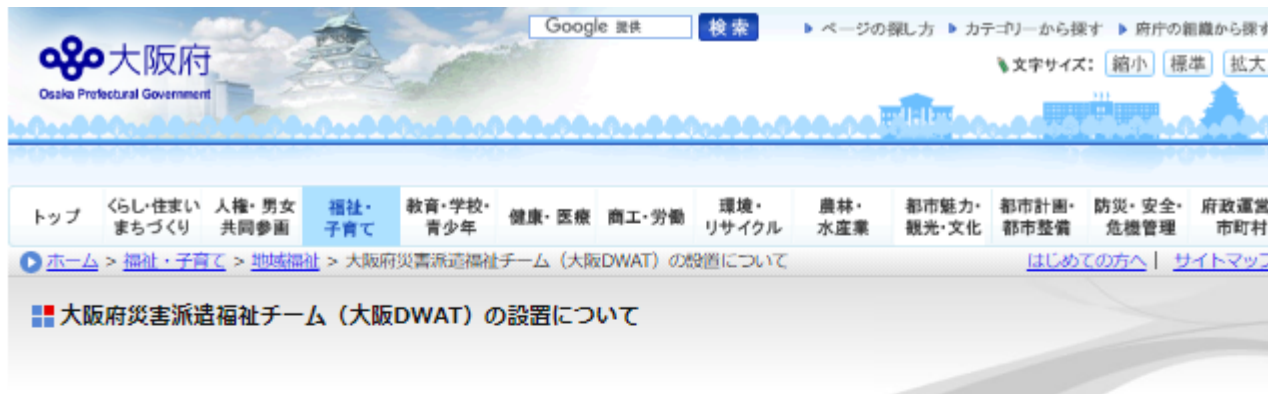 大阪府
Osaka Prefectural Government
Google 提供
検索
ページの探し方 カテゴリーから探す 府庁の組織から探す
文字サイズ: 縮小 標準 拡大
トップ
くらし・住まい
まちづくり
人権・男女
共同参画
福祉・
子育て
教育・学校・
青少年
健康・医療
商工・労働
環境・
リサイクル
農林・
水産業
都市魅力・
観光・文化
都市計画・
都市整備
防災・安全・
危機管理
府政運営
市町村
ホーム > 福祉・子育て > 地域福祉 > 大阪府災害派遣福祉チーム（大阪DWAT）の設置について
はじめての方へ | サイトマップ
大阪府災害派遣福祉チーム（大阪DWAT）の設置について